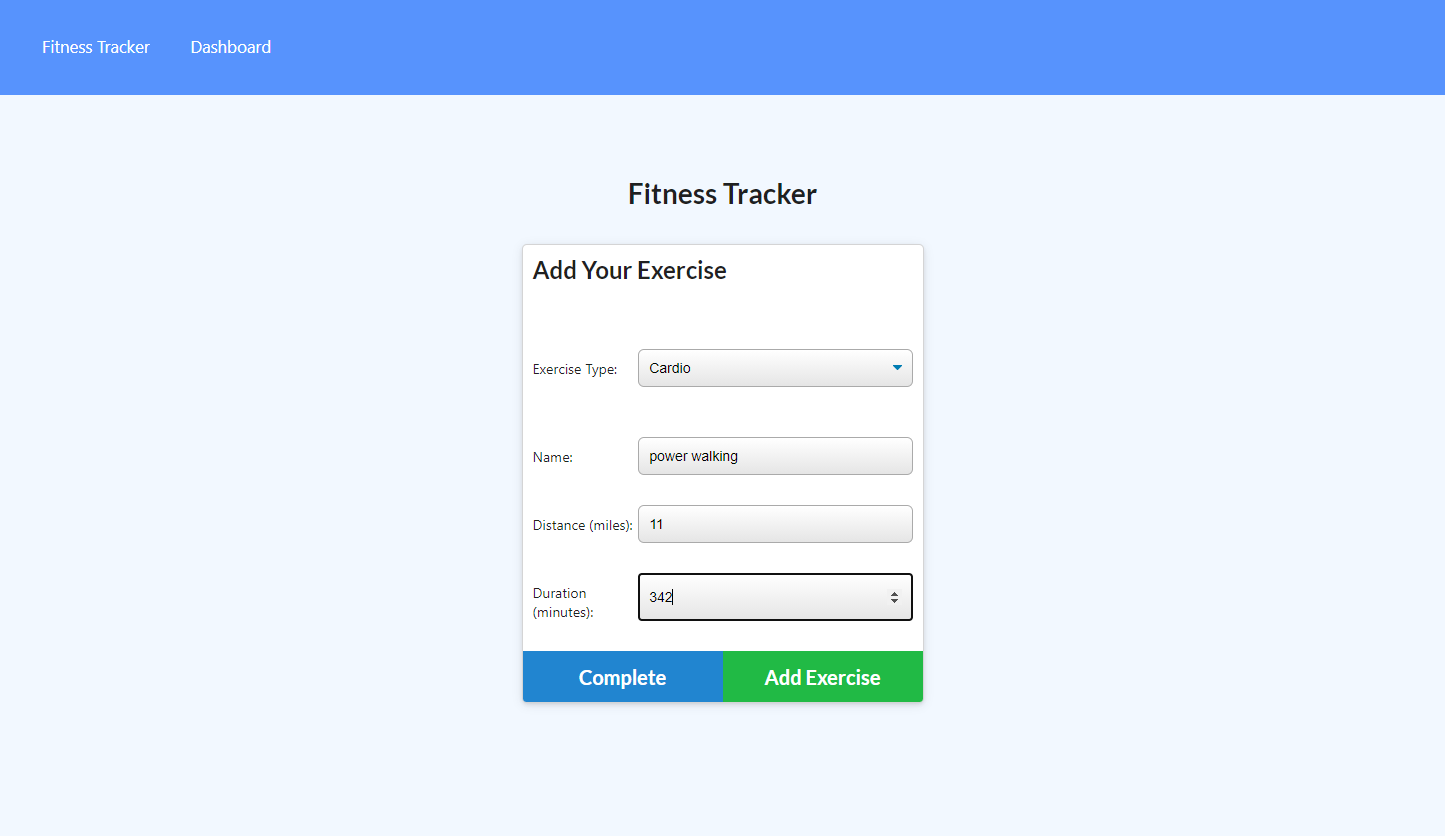 Fitness Tracker Dashboard
Fitness Tracker
Add Your Exercise
Exercise Type: Cardio
Name: power walking
Distance (miles): 11
Duration
(minutes): 342
Complete Add Exercise